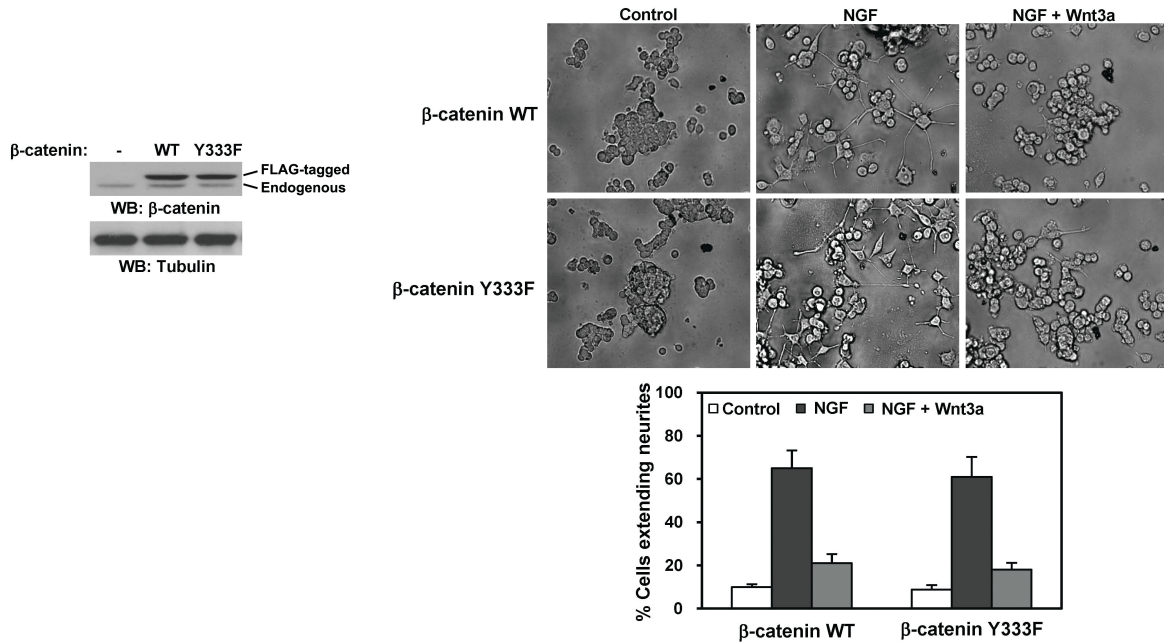 β-catenin: - WT Y333F
FLAG-tagged
Endogenous
WB: β-catenin
WB: Tubulin
Control NGF NGF + Wnt3a
β-catenin WT
β-catenin Y333F
% Cells extending neurites
100
80
60
40
20
0
Control NGF NGF + Wnt3a
β-catenin WT β-catenin Y333F